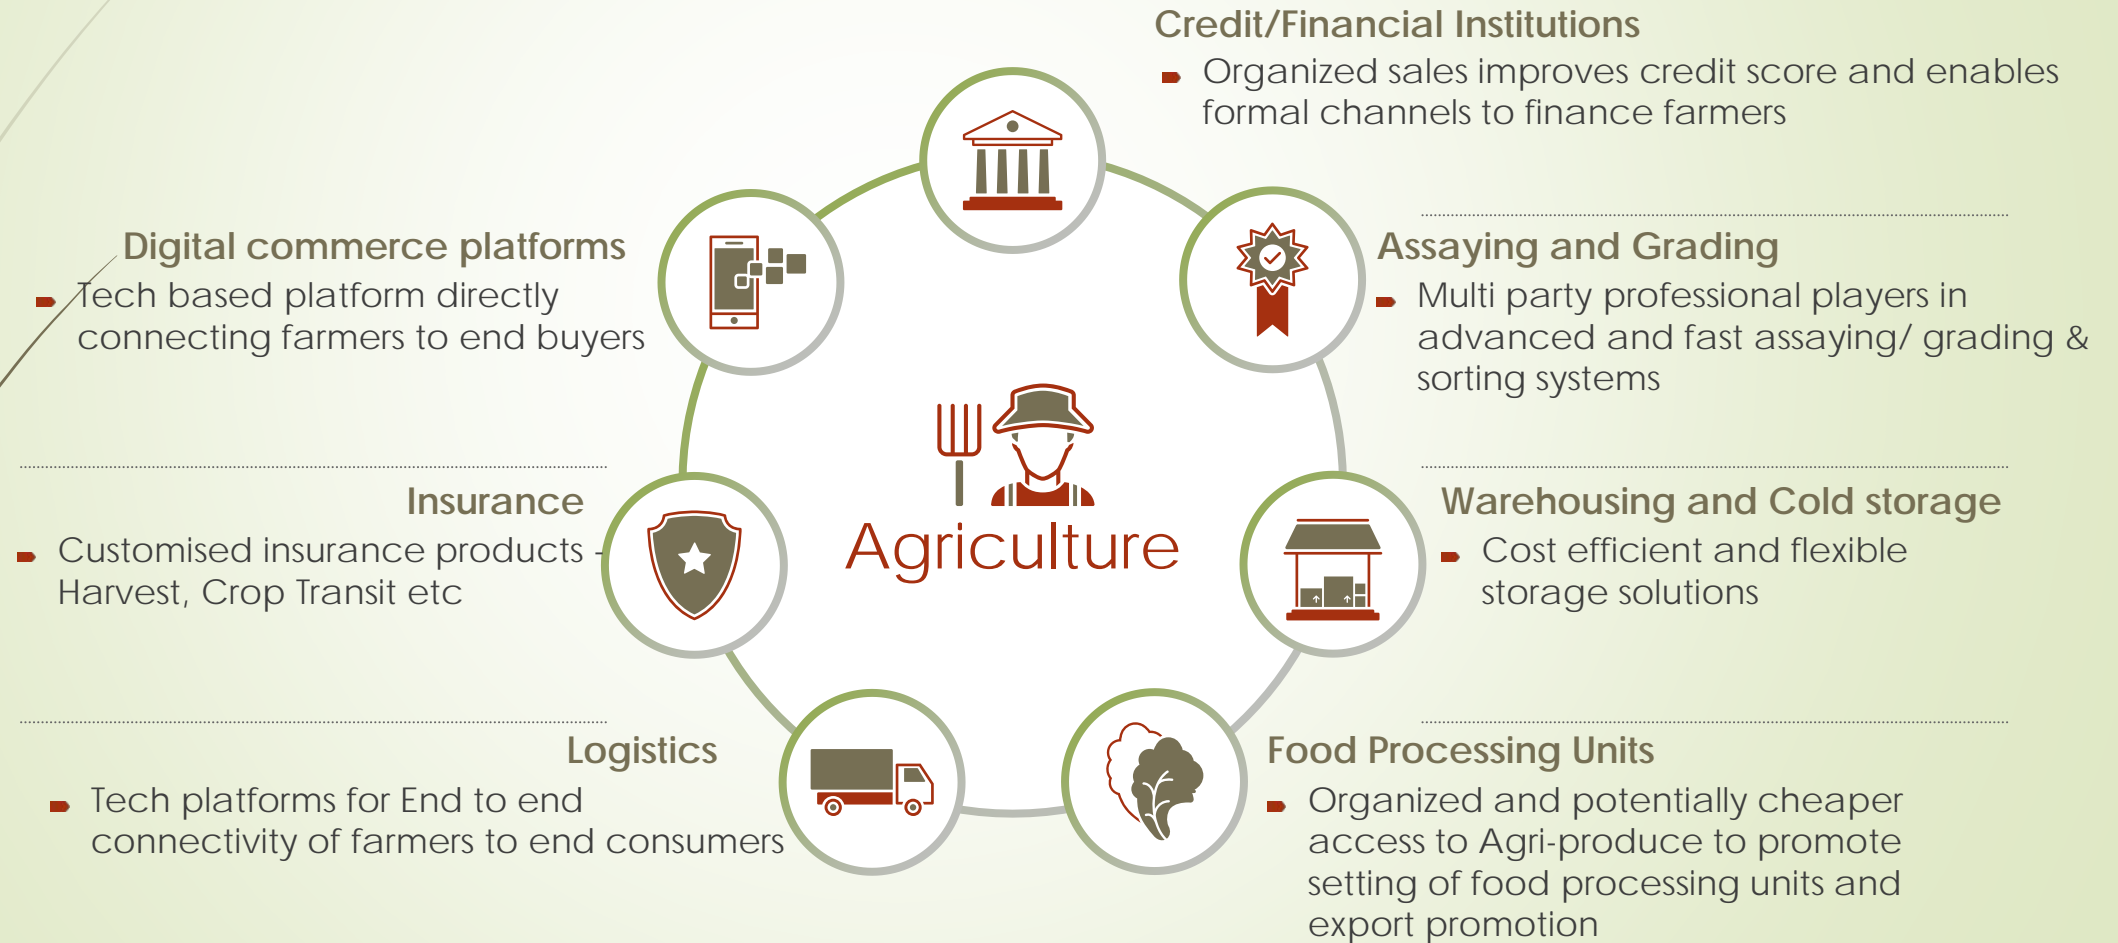 Credit/Financial Institutions
Organized sales improves credit score and enables
formal channels to finance farmers
Digital commerce platforms
Tech based platform directly
connecting farmers to end buyers
Assaying and Grading
Multi party professional players in
advanced and fast assaying/ grading &
sorting systems
Agriculture
Insurance
Customised insurance products -
Harvest, Crop Transit etc
Warehousing and Cold storage
Cost efficient and flexible
storage solutions
Logistics
Tech platforms for End to end
connectivity of farmers to end consumers
Food Processing Units
Organized and potentially cheaper
access to Agri-produce to promote
setting of food processing units and
export promotion